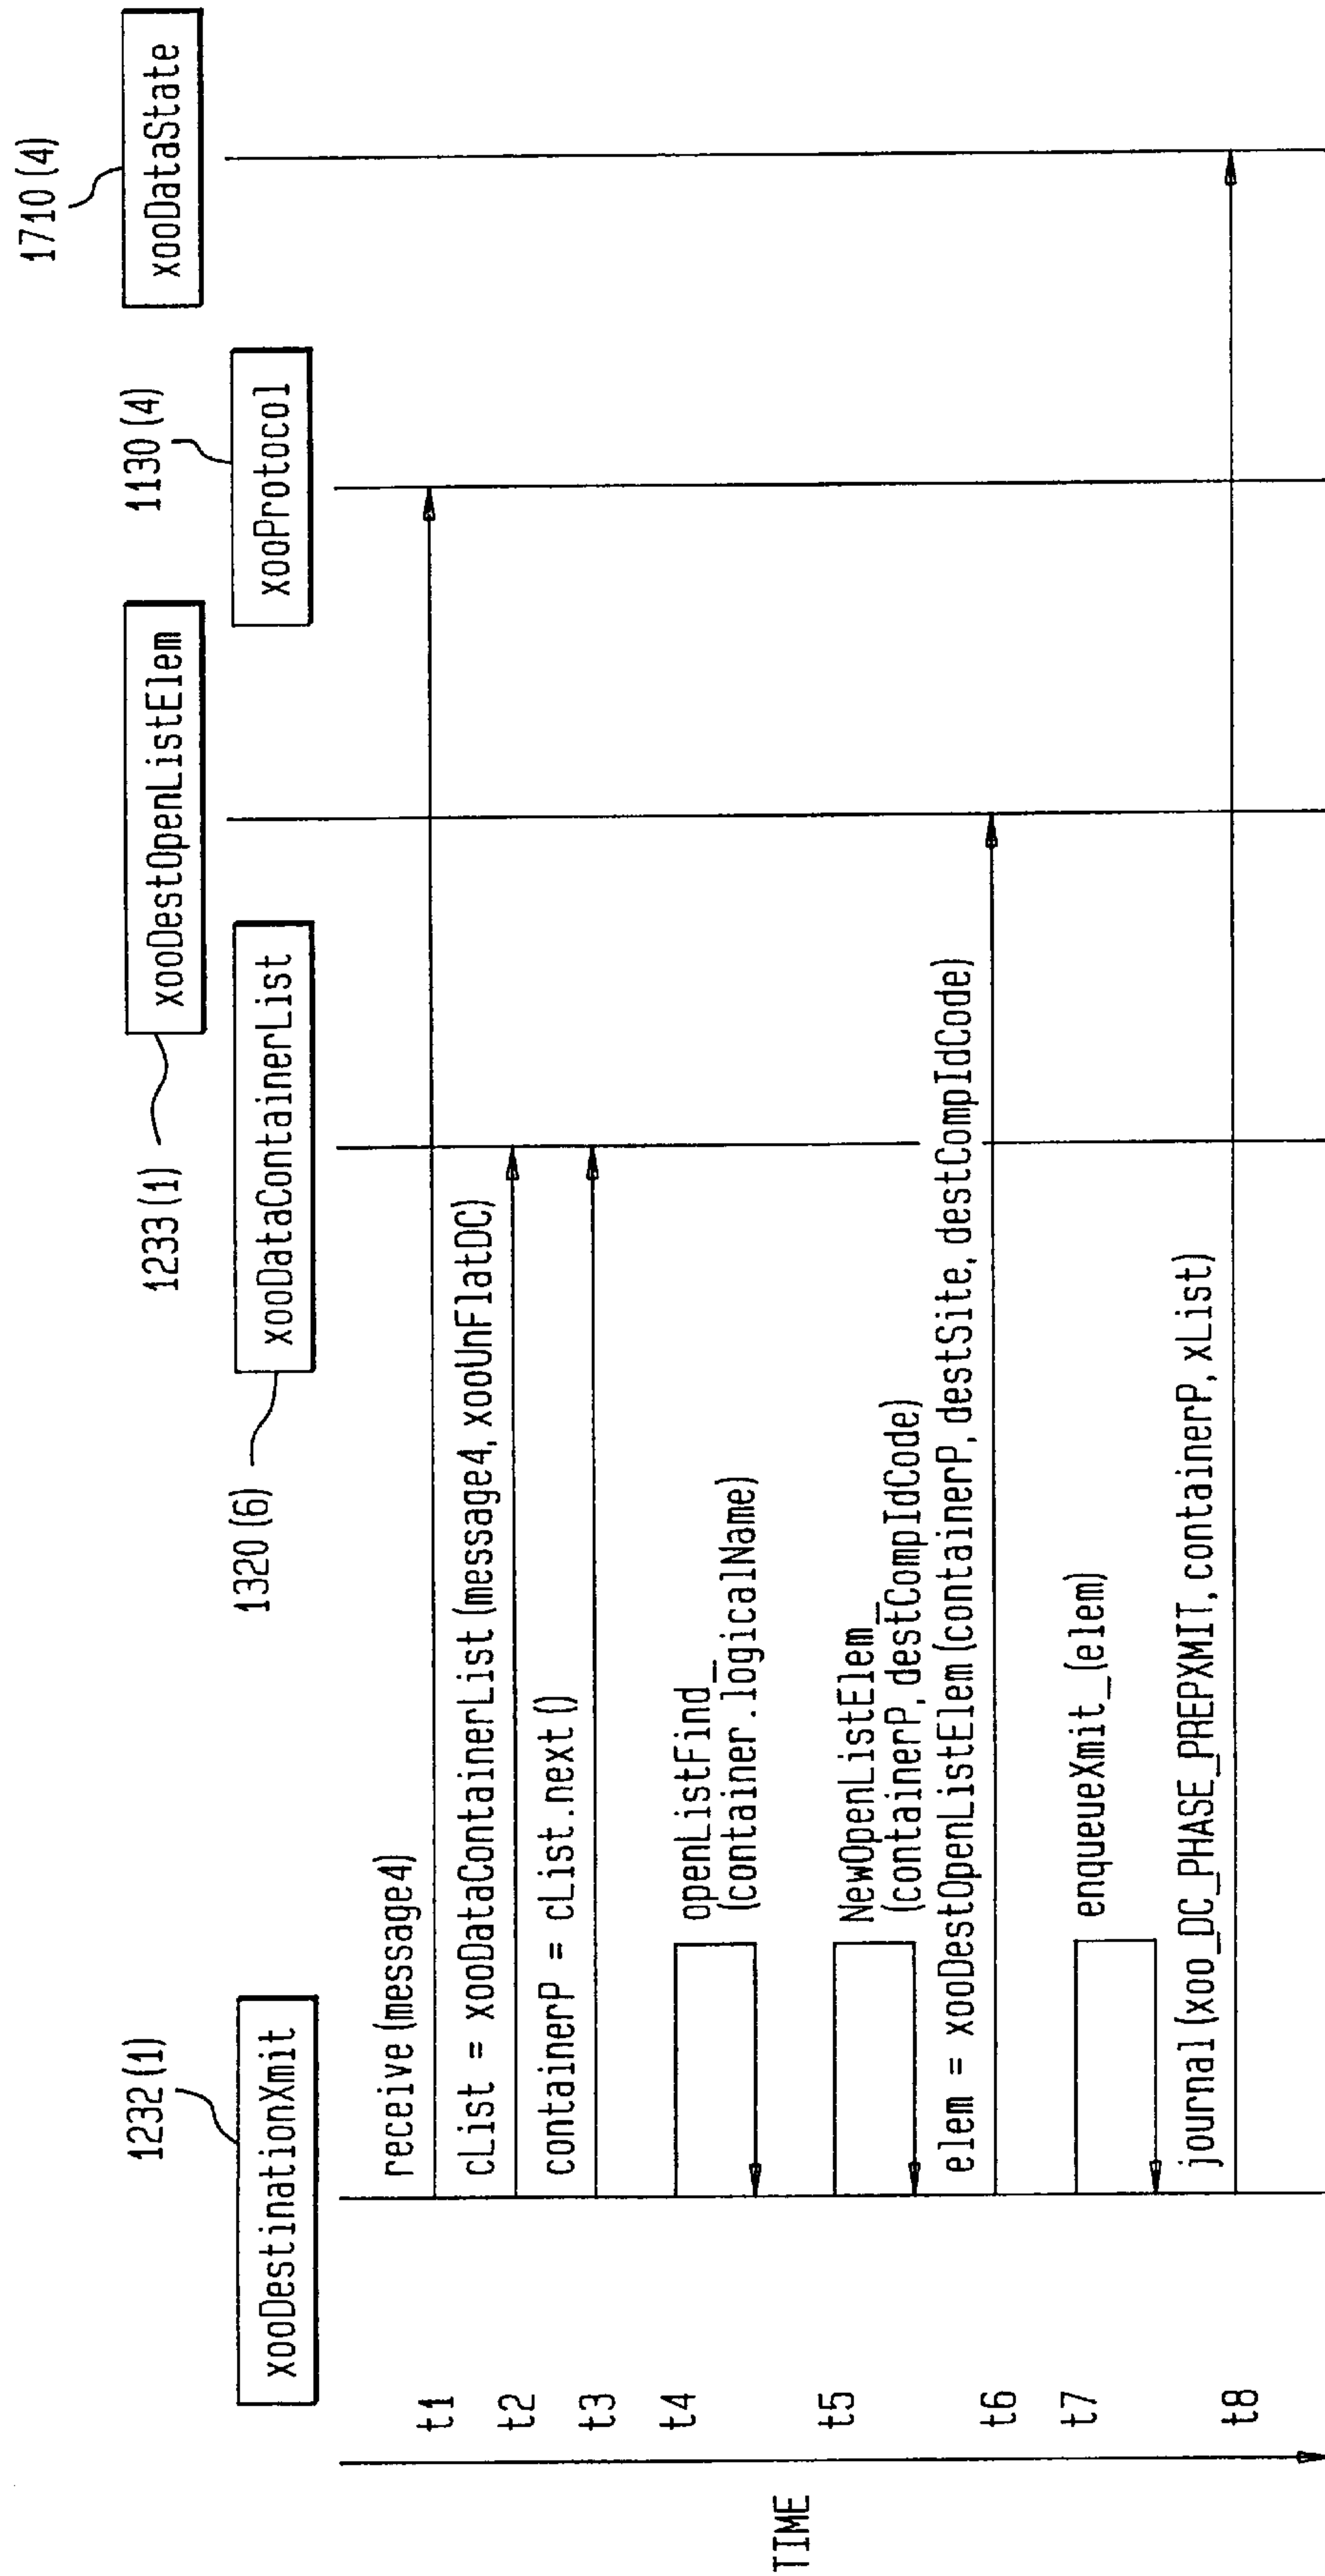 1710(4)
xooDataState
1130(4)
xooProtocol
1233(1)
xooDestOpenListElem
1320(6)
xooDataContainerList
1232(1)
xooDestinationXmit
TIME
t1
receive(message4)
t2
cList = xooDataContainerList(message4, xooUnFlatDC)
t3
containerP = cList.next()
t4
openListFind_
(container.logicalName)
t5
NewOpenListElem_
(containerP, destCompIdCode)
t6
elem = xooDestOpenListElem(containerP, destSite, destCompIdCode)
t7
enqueueXmit_(elem)
t8
journal(xoo_DC_PHASE_PREPXMIT, containerP, xList)